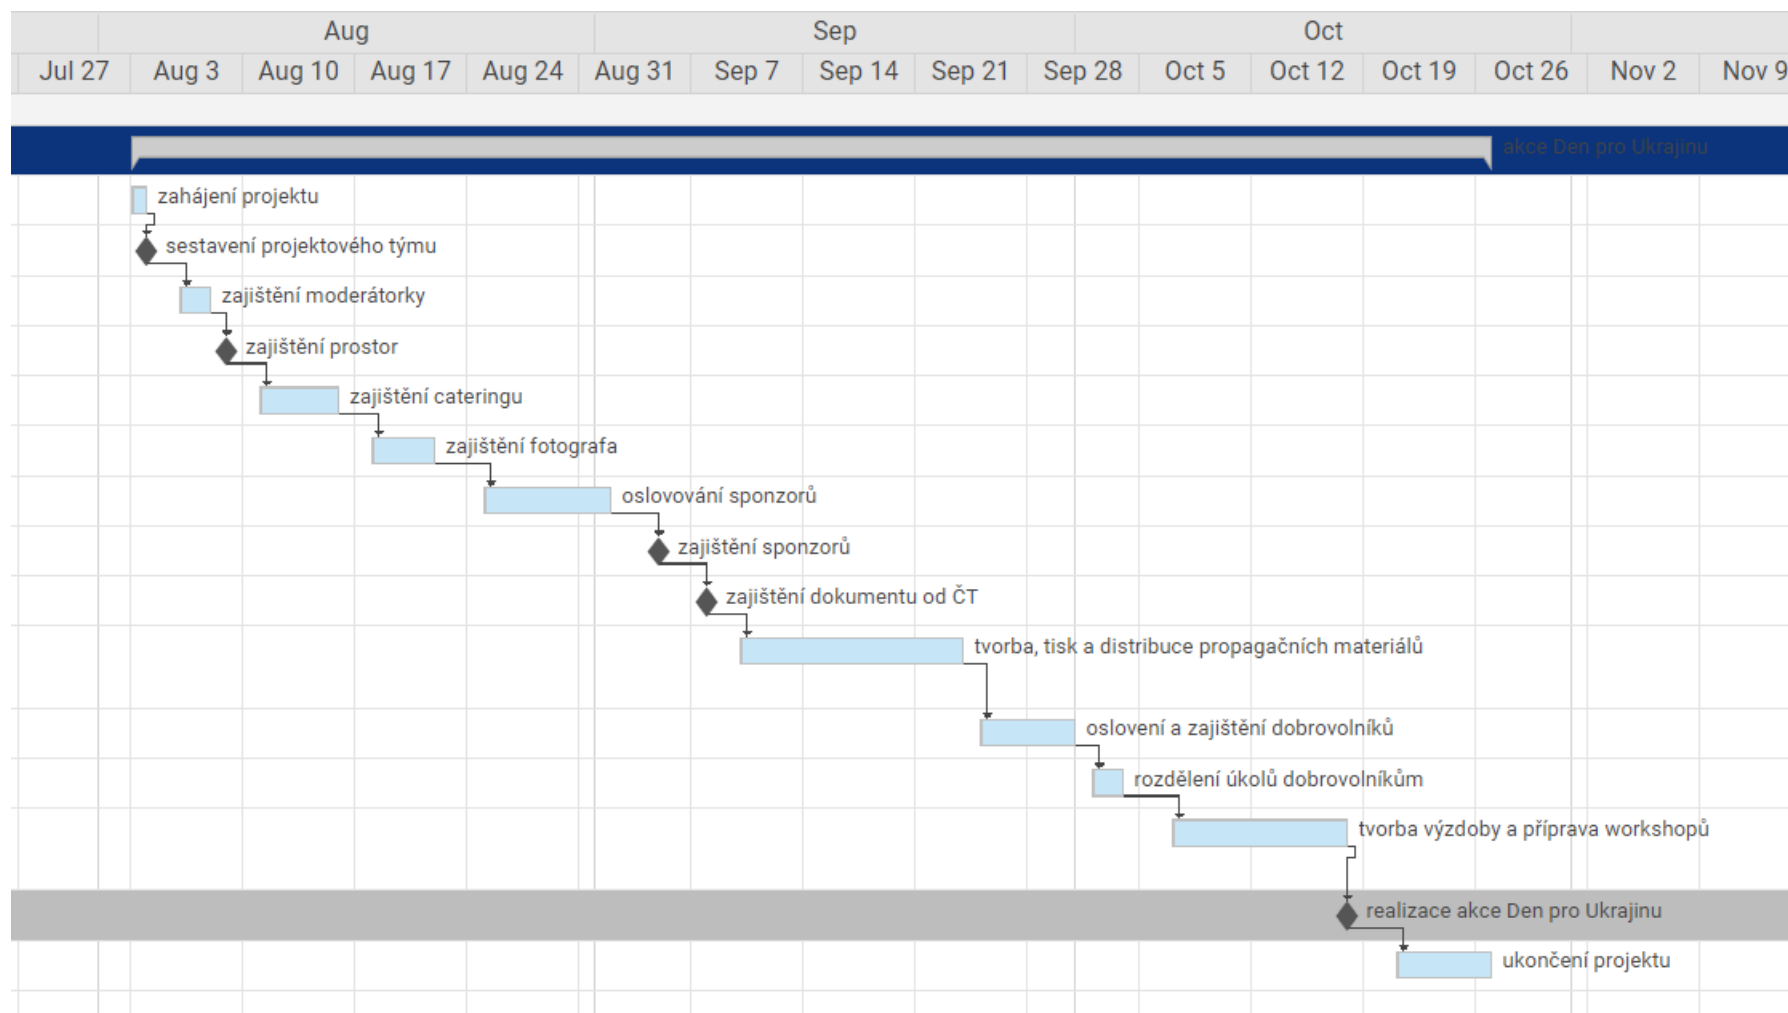 Aug Sep Oct
Jul 27 Aug 3 Aug 10 Aug 17 Aug 24 Aug 31 Sep 7 Sep 14 Sep 21 Sep 28 Oct 5 Oct 12 Oct 19 Oct 26 Nov 2 Nov 9
akce Den pro Ukrajinu
zahájení projektu
sestavení projektového týmu
zajištění moderátorky
zajištění prostor
zajištění cateringu
zajištění fotografa
oslovování sponzorů
zajištění sponzorů
zajištění dokumentu od ČT
tvorba, tisk a distribuce propagačních materiálů
oslovení a zajištění dobrovolníků
rozdělení úkolů dobrovolníkům
tvorba výzdoby a příprava workshopů
realizace akce Den pro Ukrajinu
ukončení projektu